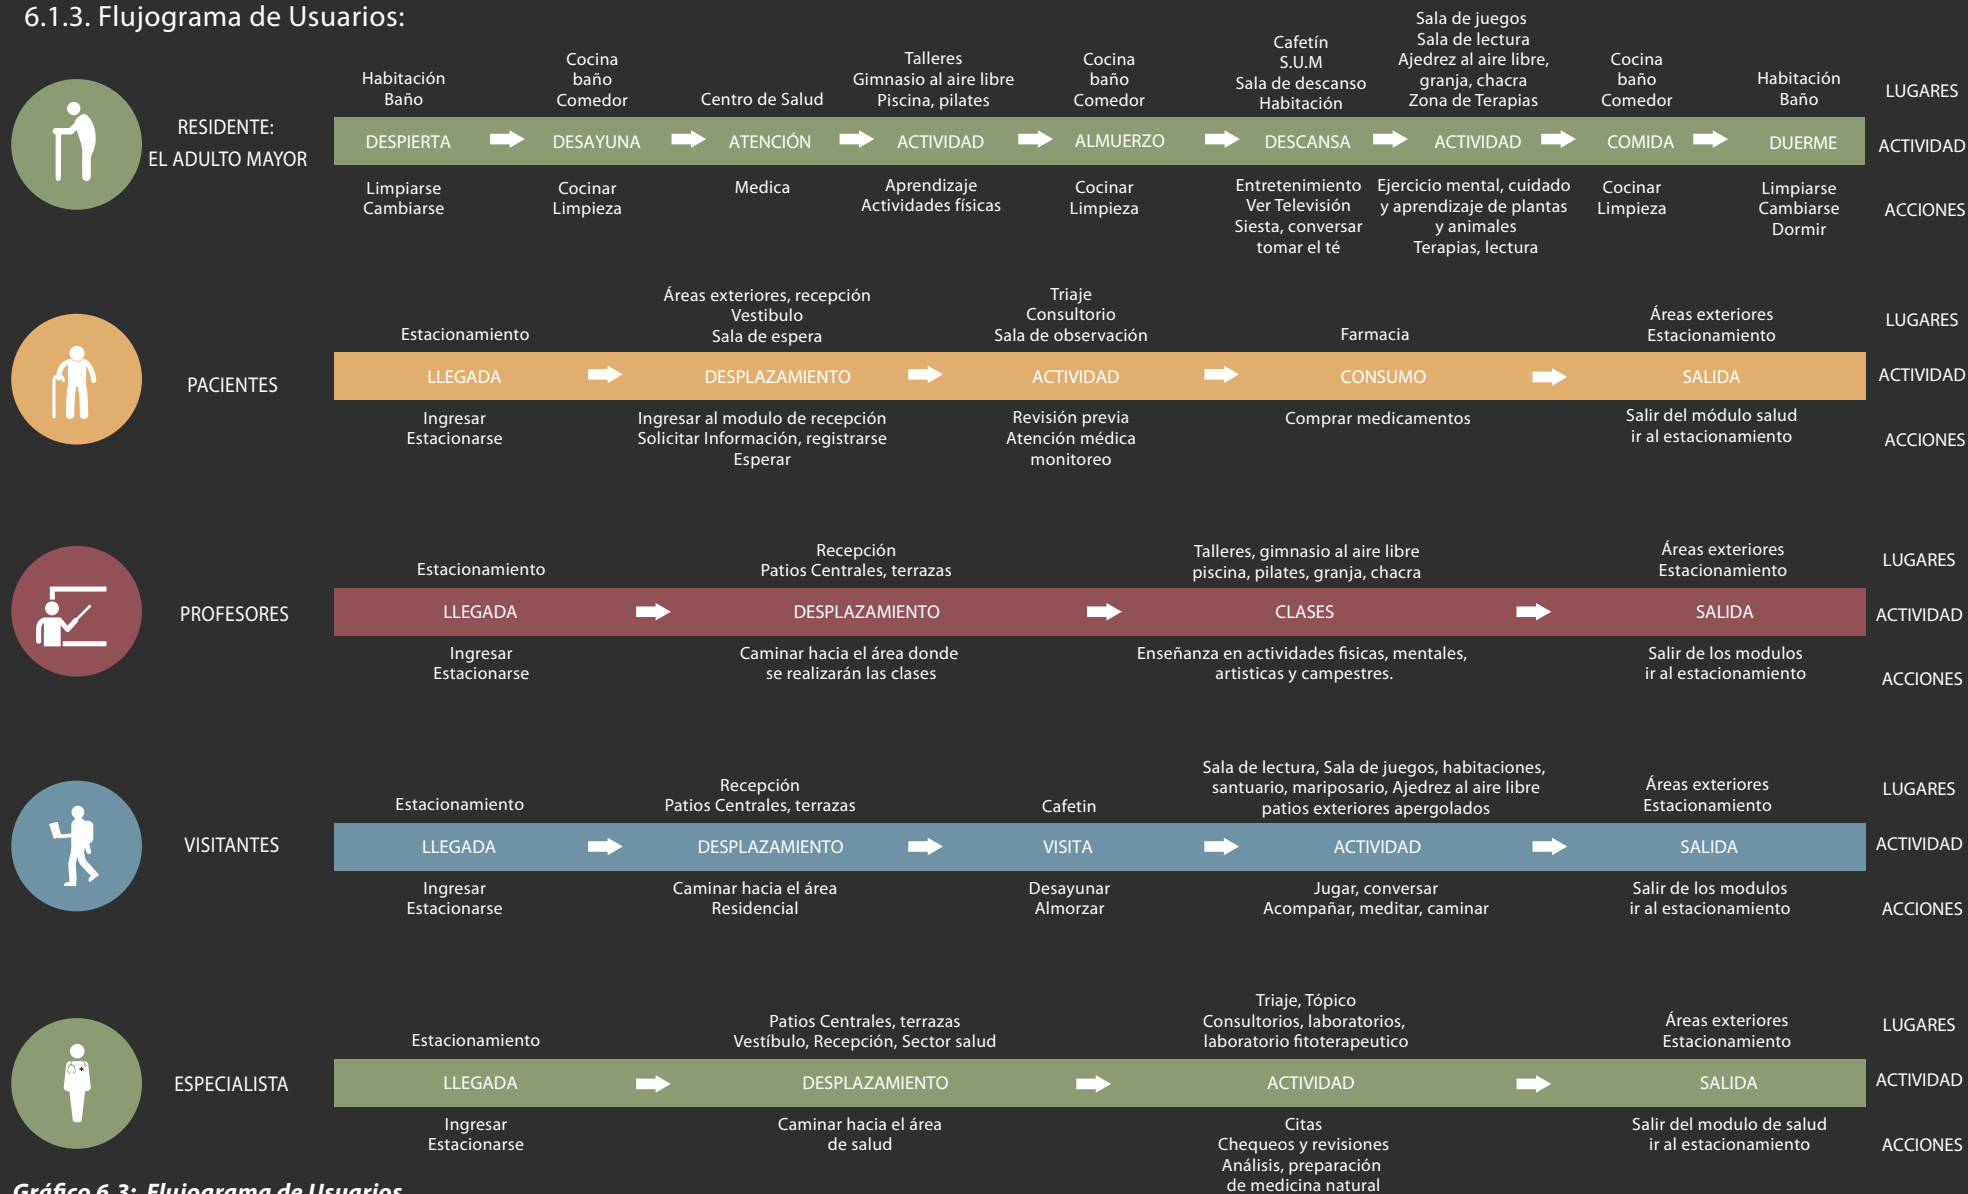 6.1.3. Flujograma de Usuarios:
RESIDENTE:
EL ADULTO MAYOR
Habitación
Baño
Cocina
baño
Comedor
Centro de Salud
Talleres
Gimnasio al aire libre
Piscina, pilates
Cocina
baño
Comedor
Cafetín
S.U.M
Sala de descanso
Habitación
Sala de juegos
Sala de lectura
Ajedrez al aire libre,
granja, chacra
Zona de Terapias
Cocina
baño
Comedor
Habitación
Baño
LUGARES
DESPIERTA
DESAYUNA
ATENCIÓN
ACTIVIDAD
ALMUERZO
DESCANSA
ACTIVIDAD
COMIDA
DUERME
ACTIVIDAD
Limpiarse
Cambiarse
Cocinar
Limpieza
Medica
Aprendizaje
Actividades físicas
Cocinar
Limpieza
Entretenimiento
Ver Televisión
Siesta, conversar
tomar el té
Ejercicio mental, cuidado
y aprendizaje de plantas
y animales
Terapias, lectura
Cocinar
Limpieza
Limpiarse
Cambiarse
Dormir
ACCIONES
PACIENTES
Estacionamiento
Áreas exteriores, recepción
Vestibulo
Sala de espera
Triaje
Consultorio
Sala de observación
Farmacia
Áreas exteriores
Estacionamiento
LUGARES
LLEGADA
DESPLAZAMIENTO
ACTIVIDAD
CONSUMO
SALIDA
ACTIVIDAD
Ingresar
Estacionarse
Ingresar al modulo de recepción
Solicitar Información, registrarse
Esperar
Revisión previa
Atención médica
monitoreo
Comprar medicamentos
Salir del módulo salud
ir al estacionamiento
ACCIONES
PROFESORES
Estacionamiento
Recepción
Patios Centrales, terrazas
Talleres, gimnasio al aire libre
piscina, pilates, granja, chacra
Áreas exteriores
Estacionamiento
LUGARES
LLEGADA
DESPLAZAMIENTO
CLASES
SALIDA
ACTIVIDAD
Ingresar
Estacionarse
Caminar hacia el área donde
se realizarán las clases
Enseñanza en actividades fisicas, mentales,
artisticas y campestres.
Salir de los modulos
ir al estacionamiento
ACCIONES
VISITANTES
Estacionamiento
Recepción
Patios Centrales, terrazas
Cafetin
Sala de lectura, Sala de juegos, habitaciones,
santuario, mariposario, Ajedrez al aire libre
patios exteriores apergolados
Áreas exteriores
Estacionamiento
LUGARES
LLEGADA
DESPLAZAMIENTO
VISITA
ACTIVIDAD
SALIDA
ACTIVIDAD
Ingresar
Estacionarse
Caminar hacia el área
Residencial
Desayunar
Almorzar
Jugar, conversar
Acompañar, meditar, caminar
Salir de los modulos
ir al estacionamiento
ACCIONES
ESPECIALISTA
Estacionamiento
Patios Centrales, terrazas
Vestíbulo, Recepción, Sector salud
Triaje, Tópico
Consultorios, laboratorios,
laboratorio fitoterapeutico
Áreas exteriores
Estacionamiento
LUGARES
LLEGADA
DESPLAZAMIENTO
ACTIVIDAD
SALIDA
ACTIVIDAD
Ingresar
Estacionarse
Caminar hacia el área
de salud
Citas
Chequeos y revisiones
Análisis, preparación
de medicina natural
Salir del modulo de salud
ir al estacionamiento
ACCIONES
Gráfico 6.3: Flujograma de Usuarios